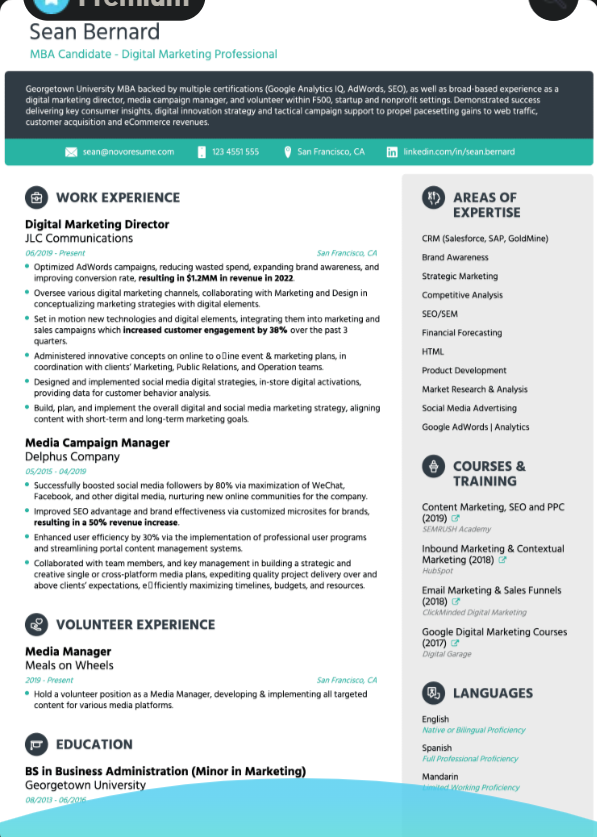 Premium
Sean Bernard
MBA Candidate - Digital Marketing Professional
Georgetown University MBA backed by multiple certifications (Google Analytics IQ, AdWords, SEO), as well as broad-based experience as a
digital marketing director, media campaign manager, and volunteer within F500, startup and nonprofit settings. Demonstrated success
delivering key consumer insights, digital innovation strategy and tactical campaign support to propel pacesetting gains to web traffic,
customer acquisition and eCommerce revenues.
sean@novoresume.com
123 4551 555
San Francisco, CA
linkedin.com/in/sean.bernard
WORK EXPERIENCE
Digital Marketing Director
JLC Communications
06/2019 - Present
San Francisco, CA
Optimized AdWords campaigns, reducing wasted spend, expanding brand awareness, and
improving conversion rate, resulting in $1.2MM in revenue in 2022.
Oversee various digital marketing channels, collaborating with Marketing and Design in
conceptualizing marketing strategies with digital elements.
Set in motion new technologies and digital elements, integrating them into marketing and
sales campaigns which increased customer engagement by 38% over the past 3
quarters.
Administered innovative concepts on online to o▯ine event & marketing plans, in
coordination with clients' Marketing, Public Relations, and Operation teams.
Designed and implemented social media digital strategies, in-store digital activations,
providing data for customer behavior analysis.
Build, plan, and implement the overall digital and social media marketing strategy, aligning
content with short-term and long-term marketing goals.
Media Campaign Manager
Delphus Company
05/2015 - 04/2019
Successfully boosted social media followers by 80% via maximization of WeChat,
Facebook, and other digital media, nurturing new online communities for the company.
Improved SEO advantage and brand effectiveness via customized microsites for brands,
resulting in a 50% revenue increase.
Enhanced user efficiency by 30% via the implementation of professional user programs
and streamlining portal content management systems.
Collaborated with team members, and key management in building a strategic and
creative single or cross-platform media plans, expediting quality project delivery over and
above clients' expectations, e▯fficiently maximizing timelines, budgets, and resources.
VOLUNTEER EXPERIENCE
Media Manager
Meals on Wheels
2019 - Present
San Francisco, CA
Hold a volunteer position as a Media Manager, developing & implementing all targeted
content for various media platforms.
EDUCATION
BS in Business Administration (Minor in Marketing)
Georgetown University
08/2013 - 06/2016
AREAS OF
EXPERTISE
CRM (Salesforce, SAP, GoldMine)
Brand Awareness
Strategic Marketing
Competitive Analysis
SEO/SEM
Financial Forecasting
HTML
Product Development
Market Research & Analysis
Social Media Advertising
Google AdWords | Analytics
COURSES &
TRAINING
Content Marketing, SEO and PPC
(2019)
SEMRUSH Academy
Inbound Marketing & Contextual
Marketing (2018)
HubSpot
Email Marketing & Sales Funnels
(2018)
ClickMinded Digital Marketing
Google Digital Marketing Courses
(2017)
Digital Garage
LANGUAGES
English
Native or Bilingual Proficiency
Spanish
Full Professional Proficiency
Mandarin
Limited Working Proficiency